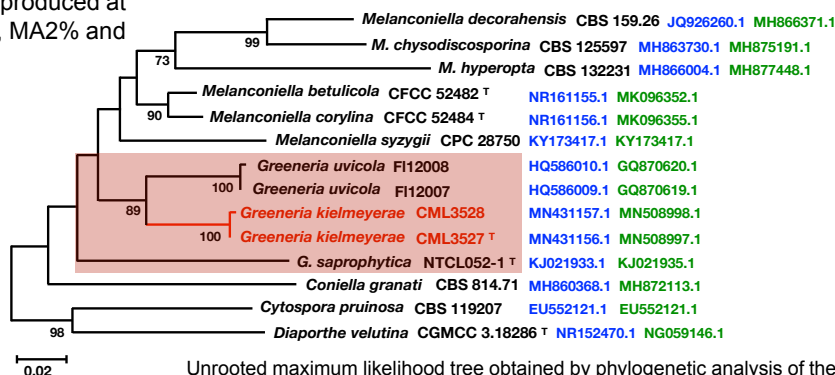 produced at
, MA2% and
Melanconiella decorahensis CBS 159.26 JQ926260.1 MH866371.1
99
M. chysodiscosporina CBS 125597 MH863730.1 MH875191.1
73
M. hyperopta CBS 132231 MH866004.1 MH877448.1
Melanconiella betulicola CFCC 52482 T NR161155.1 MK096352.1
90
Melanconiella corylina CFCC 52484 T NR161156.1 MK096355.1
Melanconiella syzygii CPC 28750 KY173417.1 KY173417.1
Greeneria uvicola FI12008 HQ586010.1 GQ870620.1
100
Greeneria uvicola FI12007 HQ586009.1 GQ870619.1
89
Greeneria kielmeyerae CML3528 MN431157.1 MN508998.1
100
Greeneria kielmeyerae CML3527 T MN431156.1 MN508997.1
G. saprophytica NTCL052-1 T KJ021933.1 KJ021935.1
Coniella granati CBS 814.71 MH860368.1 MH872113.1
Cytospora pruinosa CBS 119207 EU552121.1 EU552121.1
98
Diaporthe velutina CGMCC 3.18286 T NR152470.1 NG059146.1
0.02
Unrooted maximum likelihood tree obtained by phylogenetic analysis of the